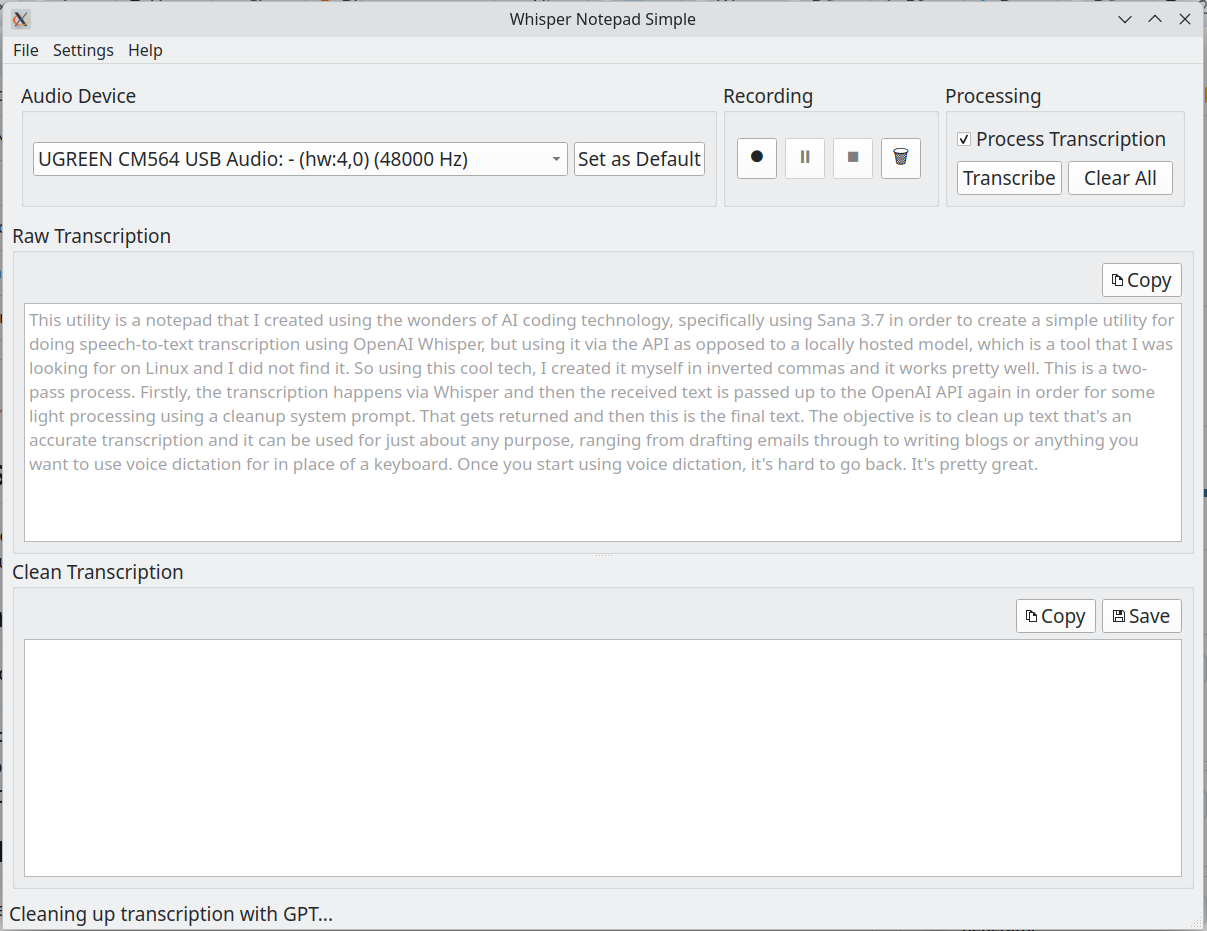 Whisper Notepad Simple
File Settings Help
Audio Device
Recording
Processing
UGREEN CM564 USB Audio: - (hw:4,0) (48000 Hz)
Set as Default
Process Transcription
Transcribe
Clear All
Raw Transcription
Copy
This utility is a notepad that I created using the wonders of AI coding technology, specifically using Sana 3.7 in order to create a simple utility for
doing speech-to-text transcription using OpenAI Whisper, but using it via the API as opposed to a locally hosted model, which is a tool that I was
looking for on Linux and I did not find it. So using this cool tech, I created it myself in inverted commas and it works pretty well. This is a two-
pass process. Firstly, the transcription happens via Whisper and then the received text is passed up to the OpenAI API again in order for some
light processing using a cleanup system prompt. That gets returned and then this is the final text. The objective is to clean up text that's an
accurate transcription and it can be used for just about any purpose, ranging from drafting emails through to writing blogs or anything you
want to use voice dictation for in place of a keyboard. Once you start using voice dictation, it's hard to go back. It's pretty great.
Clean Transcription
Copy
Save
Cleaning up transcription with GPT...